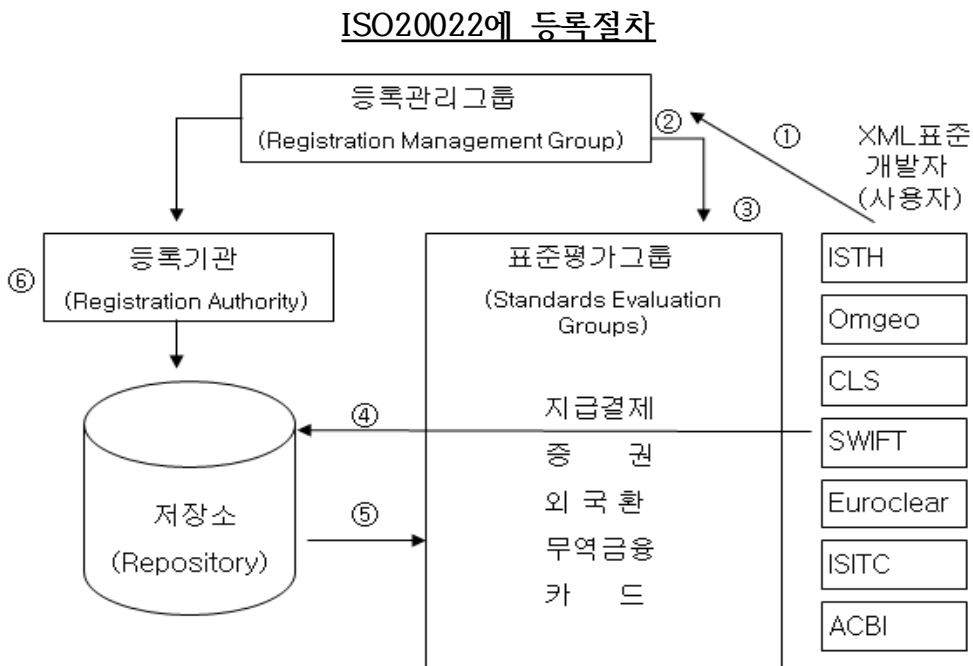 ISO20022에 등록절차
등록관리그룹
(Registration Management Group)
②
①
XML표준
개발자
(사용자)
③
⑥
등록기관
(Registration Authority)
표준평가그룹
(Standards Evaluation
Groups)
ISTH
Omgeo
CLS
SWIFT
Euroclear
ISITC
ACBI
④
지급결제
증 권
외 국 환
무역금융
카 드
저장소
(Repository)
⑤